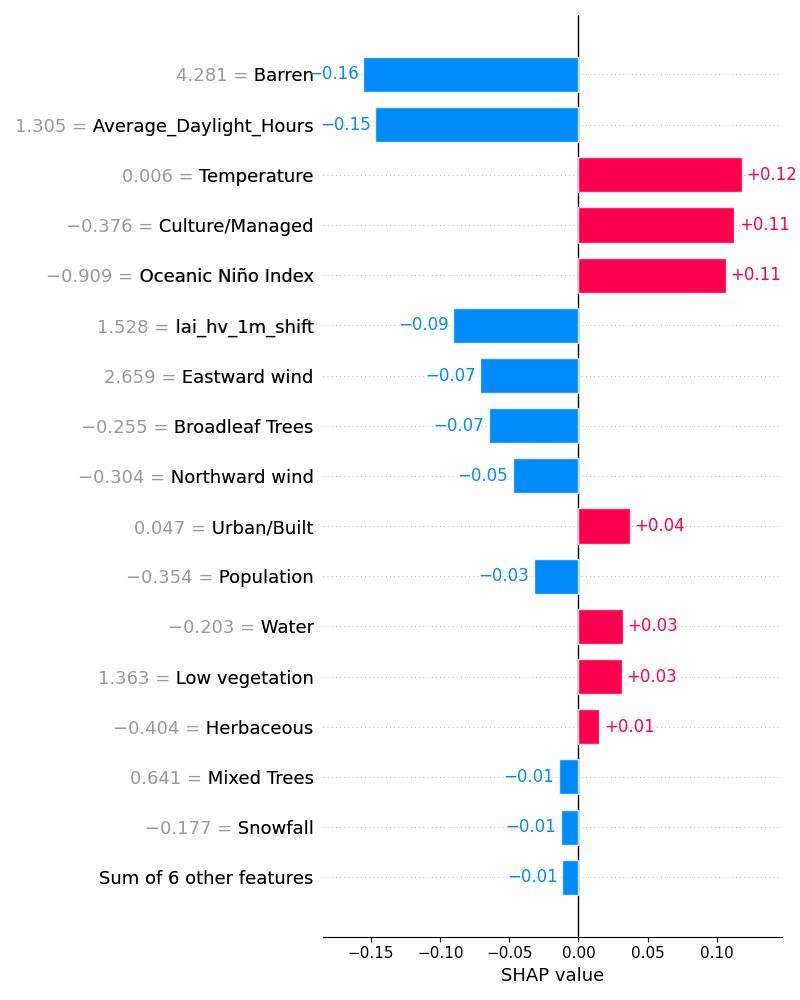 4.281 = Barren −0.16
1.305 = Average_Daylight_Hours −0.15
0.006 = Temperature +0.12
−0.376 = Culture/Managed +0.11
−0.909 = Oceanic Niño Index +0.11
1.528 = lai_hv_1m_shift −0.09
2.659 = Eastward wind −0.07
−0.255 = Broadleaf Trees −0.07
−0.304 = Northward wind −0.05
0.047 = Urban/Built +0.04
−0.354 = Population −0.03
−0.203 = Water +0.03
1.363 = Low vegetation +0.03
−0.404 = Herbaceous +0.01
0.641 = Mixed Trees −0.01
−0.177 = Snowfall −0.01
Sum of 6 other features −0.01
−0.15 −0.10 −0.05 0.00 0.05 0.10
SHAP value